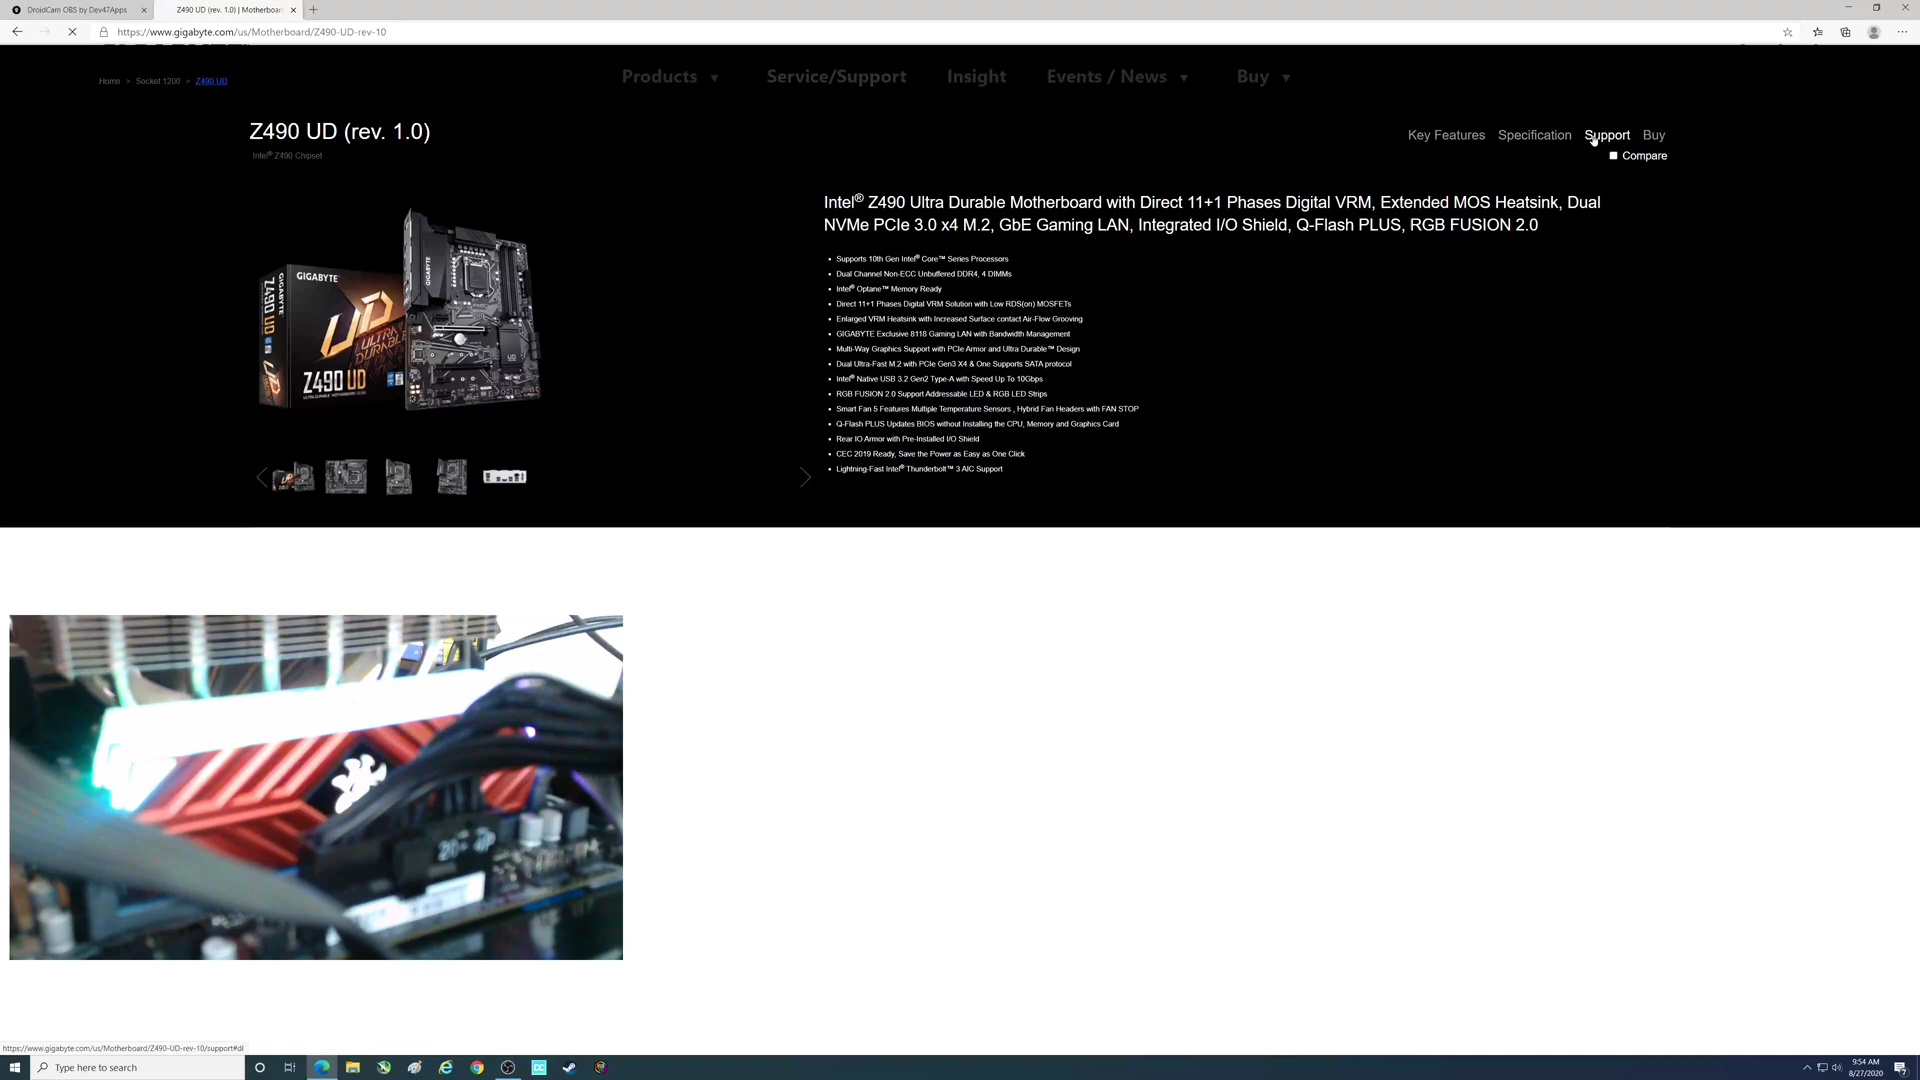 DroidCam OBS by Dev47Apps
Z490 UD (rev. 1.0) | Motherboar
https://www.gigabyte.com/us/Motherboard/Z490-UD-rev-10
Home > Socket 1200 > Z490 UD
Products ▼ Service/Support Insight Events / News ▼ Buy ▼
Z490 UD (rev. 1.0)
Intel® Z490 Chipset
Key Features Specification Support Buy
Compare
Intel® Z490 Ultra Durable Motherboard with Direct 11+1 Phases Digital VRM, Extended MOS Heatsink, Dual
NVMe PCIe 3.0 x4 M.2, GbE Gaming LAN, Integrated I/O Shield, Q-Flash PLUS, RGB FUSION 2.0
• Supports 10th Gen Intel® Core™ Series Processors
• Dual Channel Non-ECC Unbuffered DDR4, 4 DIMMs
• Intel® Optane™ Memory Ready
• Direct 11+1 Phases Digital VRM Solution with Low RDS(on) MOSFETs
• Enlarged VRM Heatsink with Increased Surface contact Air-Flow Grooving
• GIGABYTE Exclusive 8118 Gaming LAN with Bandwidth Management
• Multi-Way Graphics Support with PCIe Armor and Ultra Durable™ Design
• Dual Ultra-Fast M.2 with PCIe Gen3 X4 & One Supports SATA protocol
• Intel® Native USB 3.2 Gen2 Type-A with Speed Up To 10Gbps
• RGB FUSION 2.0 Support Addressable LED & RGB LED Strips
• Smart Fan 5 Features Multiple Temperature Sensors , Hybrid Fan Headers with FAN STOP
• Q-Flash PLUS Updates BIOS without Installing the CPU, Memory and Graphics Card
• Rear IO Armor with Pre-Installed I/O Shield
• CEC 2019 Ready, Save the Power as Easy as One Click
• Lightning-Fast Intel® Thunderbolt™ 3 AIC Support
GIGABYTE
UD
ULTRA
DURABLE
Z490 UD
GIGABYTE
Z490 UD
GIGABYTE
UD
https://www.gigabyte.com/us/Motherboard/Z490-UD-rev-10/support#dl
Type here to search
DC
9:54 AM
8/27/2020